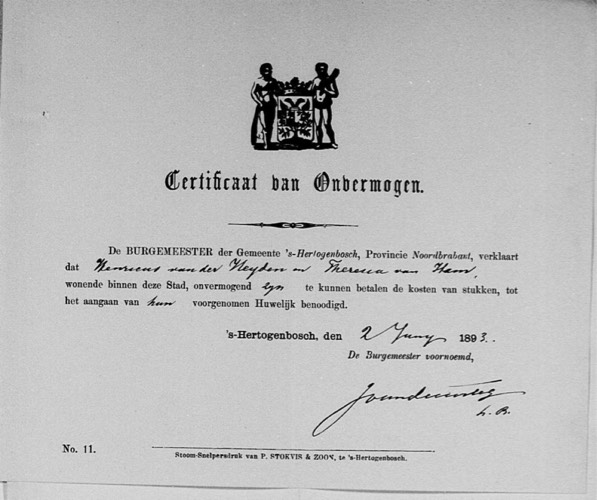 Certificaat van Onvermogen.
De BURGEMEESTER der Gemeente 's-Hertogenbosch, Provincie Noordbrabant, verklaart
dat Henricus van der Heyden en Theresia van Ham,
wonende binnen deze Stad, onvermogend zyn te kunnen betalen de kosten van stukken, tot
het aangaan van hun voorgenomen Huwelijk benoodigd.
's-Hertogenbosch, den 2 Juny 1893.
De Burgemeester voornoemd,
L. B.
No. 11.
Stoom-Snelpersdruk van P. STOKVIS & ZOON, te 's-Hertogenbosch.